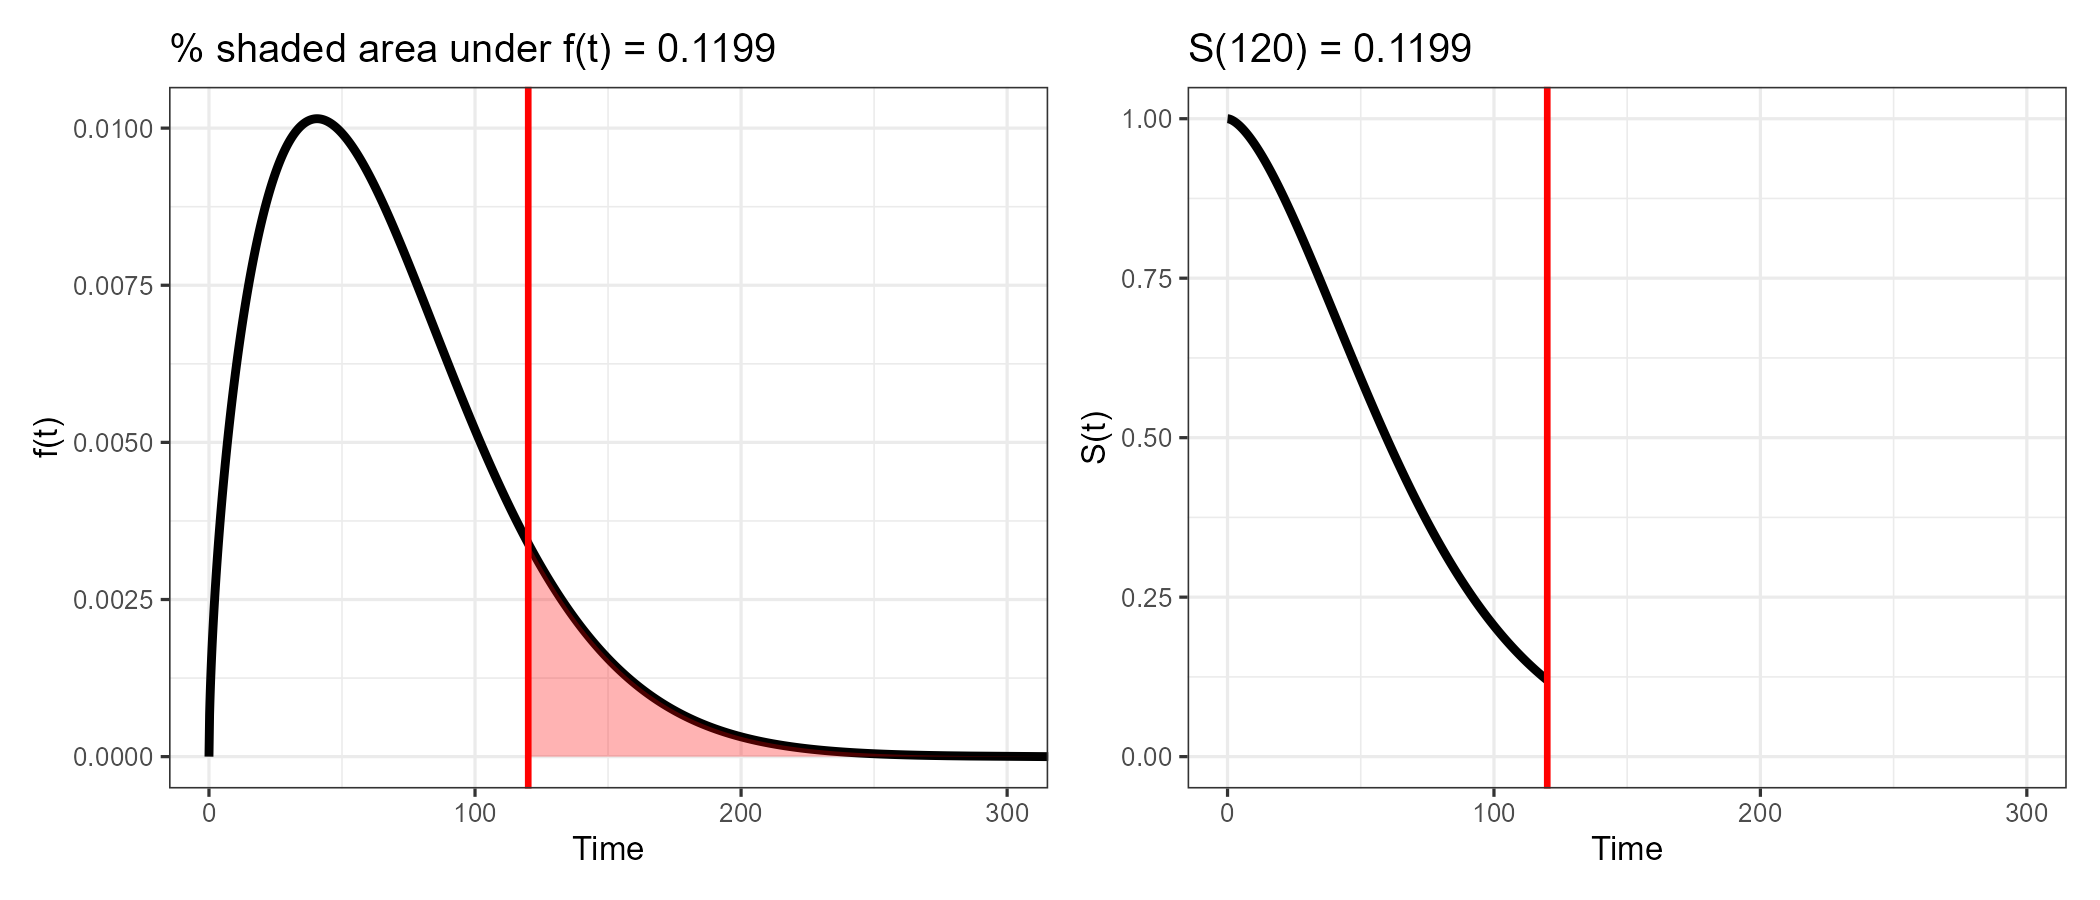 % shaded area under f(t) = 0.1199
f(t)
0.0100
0.0075
0.0050
0.0025
0.0000
0 100 200 300
Time
S(120) = 0.1199
S(t)
1.00
0.75
0.50
0.25
0.00
0 100 200 300
Time